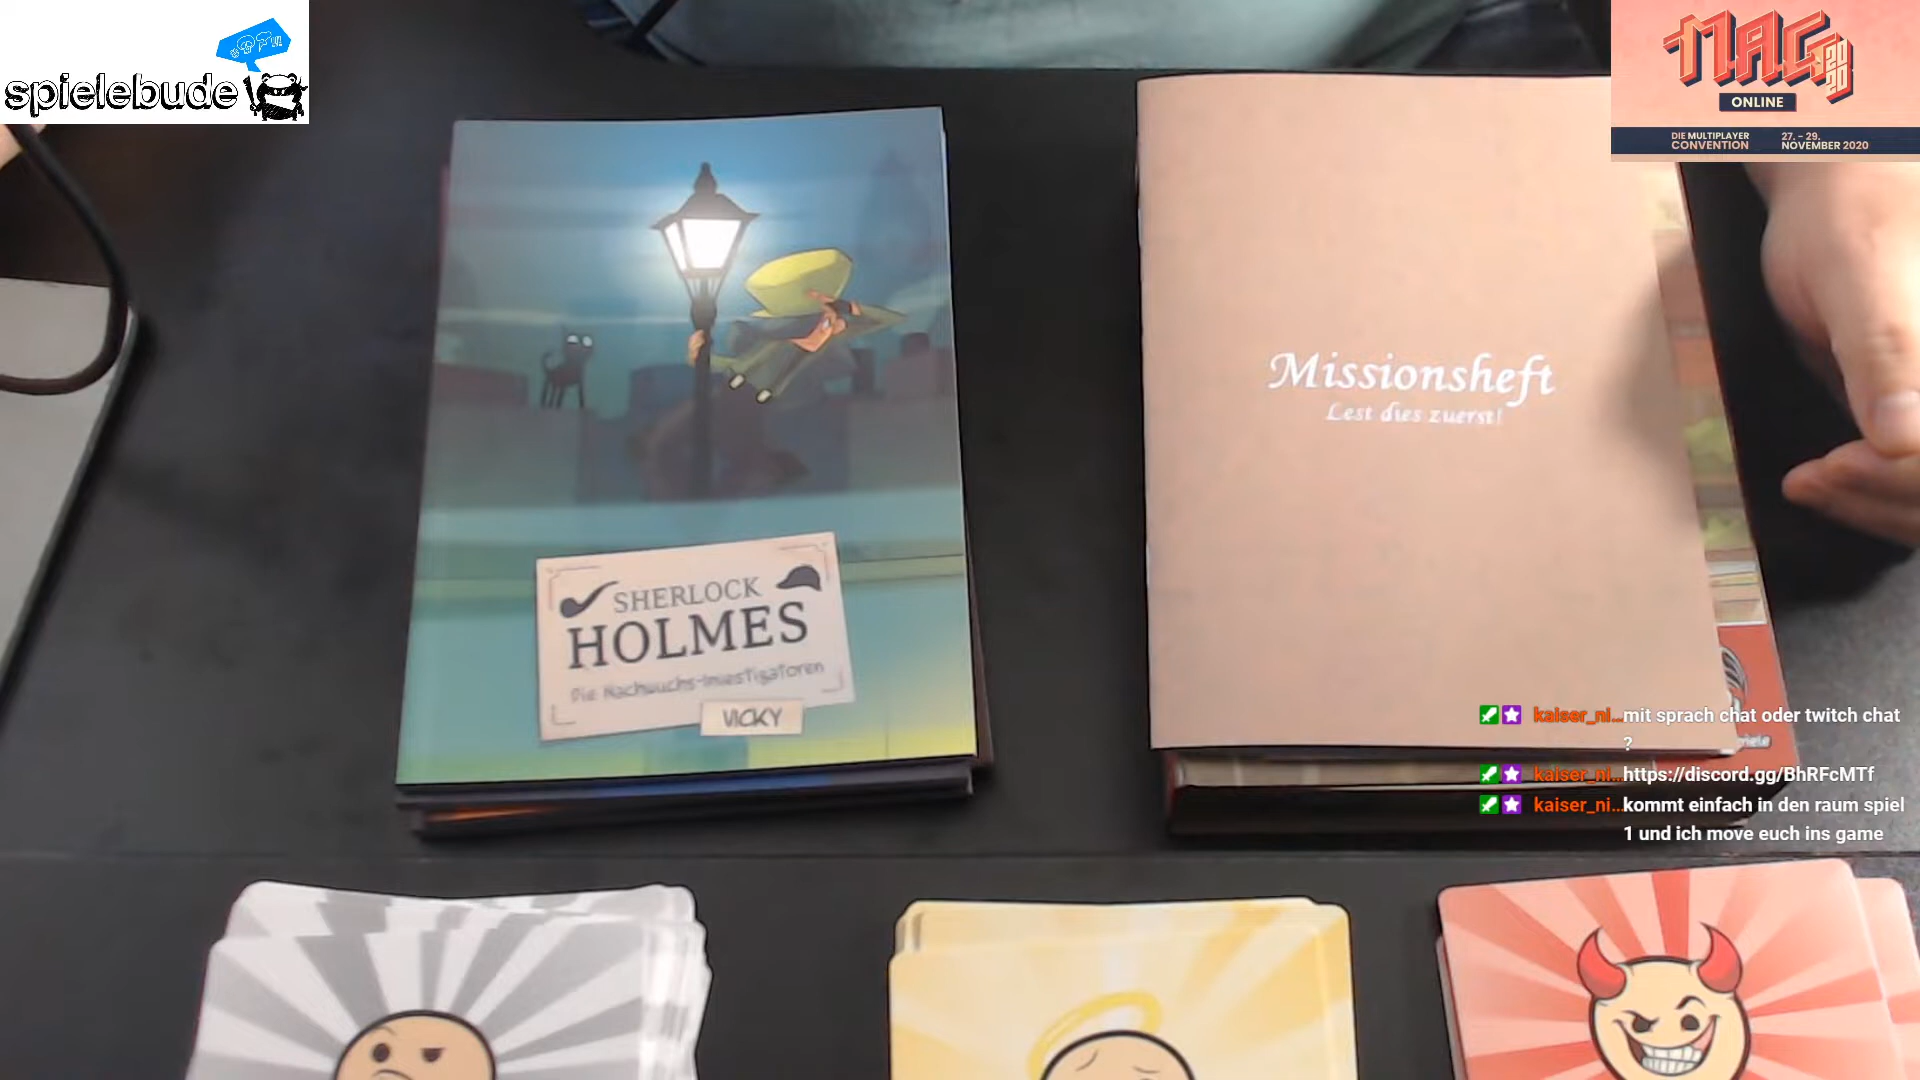 spielebude
MAG
2020
ONLINE
DIE MULTIPLAYER
CONVENTION
27. - 29.
NOVEMBER 2020
Missionsheft
Lest dies zuerst!
SHERLOCK
HOLMES
Die Nachwuchs-Investigatoren
VICKY
kaiser_ni... mit sprach chat oder twitch chat
?
kaiser_ni... https://discord.gg/BhRFcMTf
kaiser_ni... kommt einfach in den raum spiel
1 und ich move euch ins game